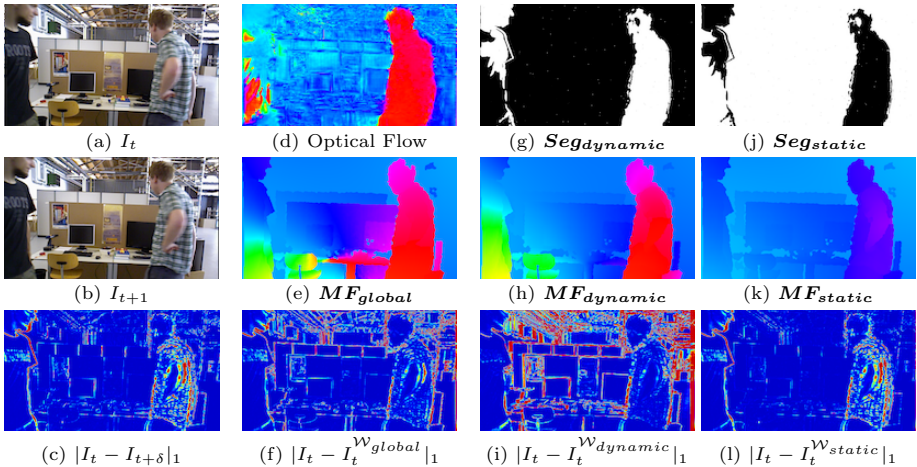 ROOTS
(a) I_t
(d) Optical Flow
(g) Seg_dynamic
(j) Seg_static
(b) I_{t+1}
(e) MF_global
(h) MF_dynamic
(k) MF_static
(c) |I_t − I_{t+δ}|_1
(f) |I_t − I_t^{W_global}|_1
(i) |I_t − I_t^{W_dynamic}|_1
(l) |I_t − I_t^{W_static}|_1